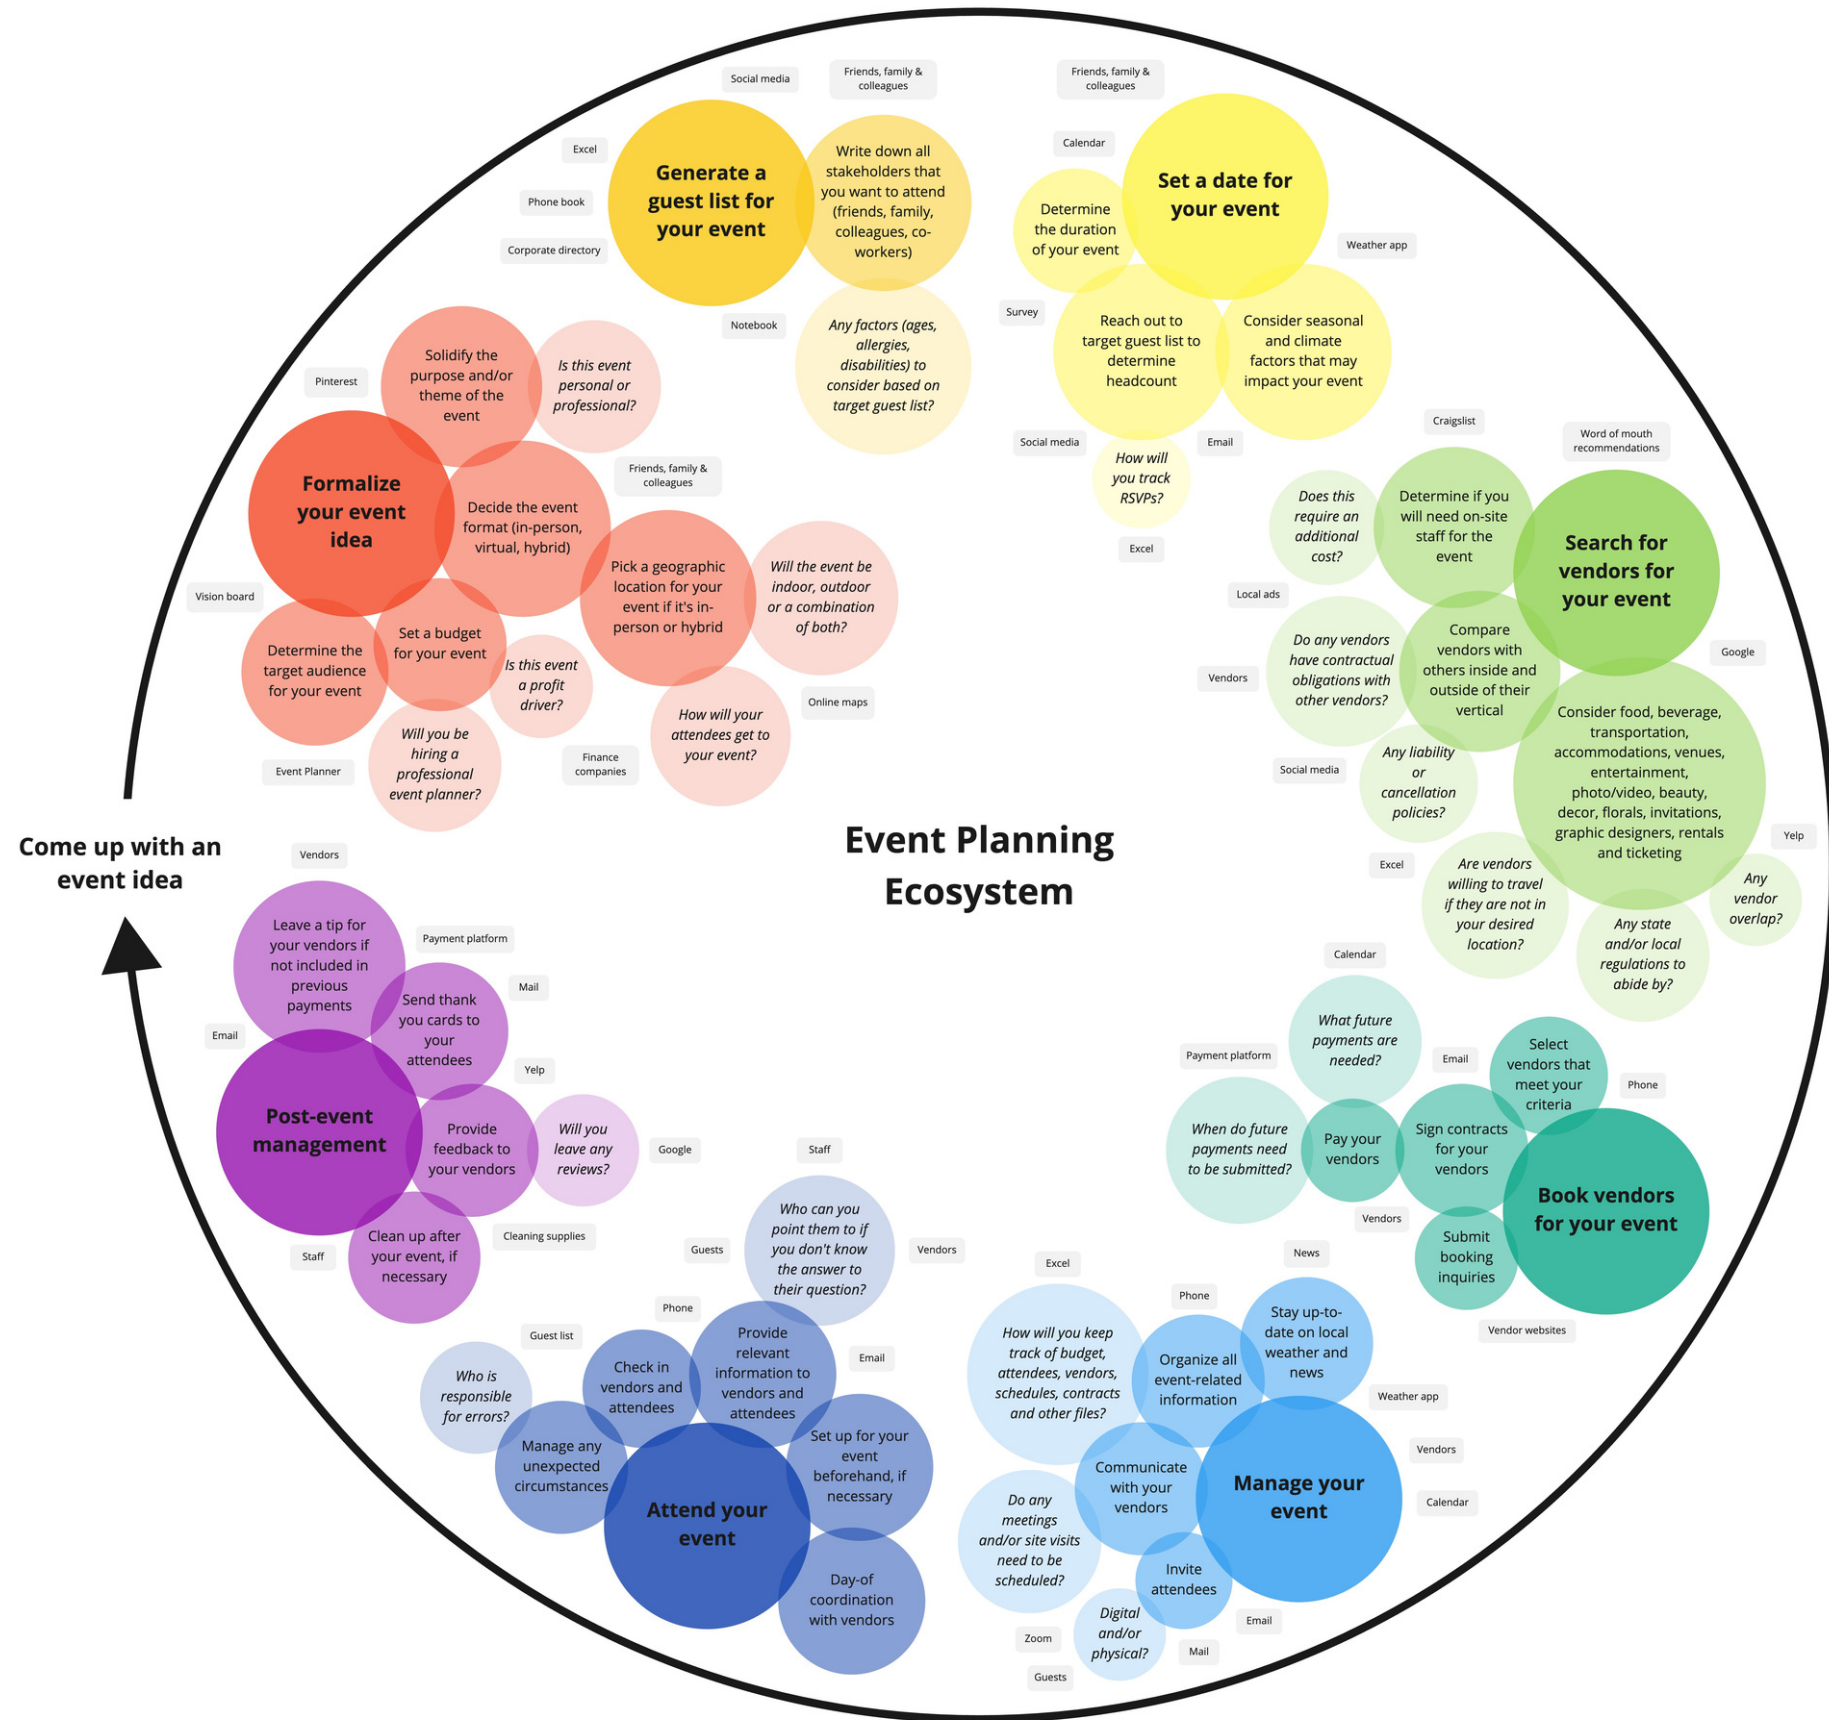 Event Planning
Ecosystem
Come up with an
event idea
Formalize
your event
idea
Solidify the
purpose and/or
theme of the
event
Is this event
personal or
professional?
Decide the event
format (in-person,
virtual, hybrid)
Pick a geographic
location for your
event if it's in-
person or hybrid
Will the event be
indoor, outdoor
or a combination
of both?
How will your
attendees get to
your event?
Set a budget
for your event
Is this event
a profit
driver?
Will you be
hiring a
professional
event planner?
Determine the
target audience
for your event
Pinterest
Vision board
Event Planner
Friends, family &
colleagues
Online maps
Finance
companies
Generate a
guest list for
your event
Write down all
stakeholders that
you want to attend
(friends, family,
colleagues, co-
workers)
Any factors (ages,
allergies,
disabilities) to
consider based on
target guest list?
Social media
Friends, family &
colleagues
Excel
Phone book
Corporate directory
Notebook
Set a date for
your event
Determine
the duration
of your event
Reach out to
target guest list to
determine
headcount
Consider seasonal
and climate
factors that may
impact your event
How will
you track
RSVPs?
Friends, family &
colleagues
Calendar
Weather app
Survey
Social media
Email
Excel
Search for
vendors for
your event
Determine if you
will need on-site
staff for the
event
Does this
require an
additional
cost?
Compare
vendors with
others inside and
outside of their
vertical
Do any vendors
have contractual
obligations with
other vendors?
Any liability
or
cancellation
policies?
Consider food, beverage,
transportation,
accommodations, venues,
entertainment,
photo/video, beauty,
decor, florals, invitations,
graphic designers, rentals
and ticketing
Are vendors
willing to travel
if they are not in
your desired
location?
Any state
and/or local
regulations to
abide by?
Any
vendor
overlap?
Craigslist
Word of mouth
recommendations
Local ads
Google
Vendors
Social media
Yelp
Excel
Book vendors
for your event
Select
vendors that
meet your
criteria
Sign contracts
for your
vendors
Pay your
vendors
What future
payments are
needed?
When do future
payments need
to be submitted?
Submit
booking
inquiries
Calendar
Payment platform
Email
Phone
Vendors
Vendor websites
Manage your
event
Stay up-to-
date on local
weather and
news
Organize all
event-related
information
How will you keep
track of budget,
attendees, vendors,
schedules, contracts
and other files?
Communicate
with your
vendors
Do any
meetings
and/or site visits
need to be
scheduled?
Invite
attendees
Digital
and/or
physical?
News
Excel
Phone
Weather app
Vendors
Calendar
Email
Mail
Zoom
Guests
Attend your
event
Day-of
coordination
with vendors
Set up for your
event
beforehand, if
necessary
Provide
relevant
information to
vendors and
attendees
Who can you
point them to if
you don't know
the answer to
their question?
Check in
vendors and
attendees
Manage any
unexpected
circumstances
Who is
responsible
for errors?
Staff
Guests
Vendors
Phone
Guest list
Email
Post-event
management
Leave a tip for
your vendors if
not included in
previous
payments
Send thank
you cards to
your
attendees
Provide
feedback to
your vendors
Will you
leave any
reviews?
Clean up after
your event, if
necessary
Vendors
Payment platform
Mail
Email
Yelp
Google
Cleaning supplies
Staff